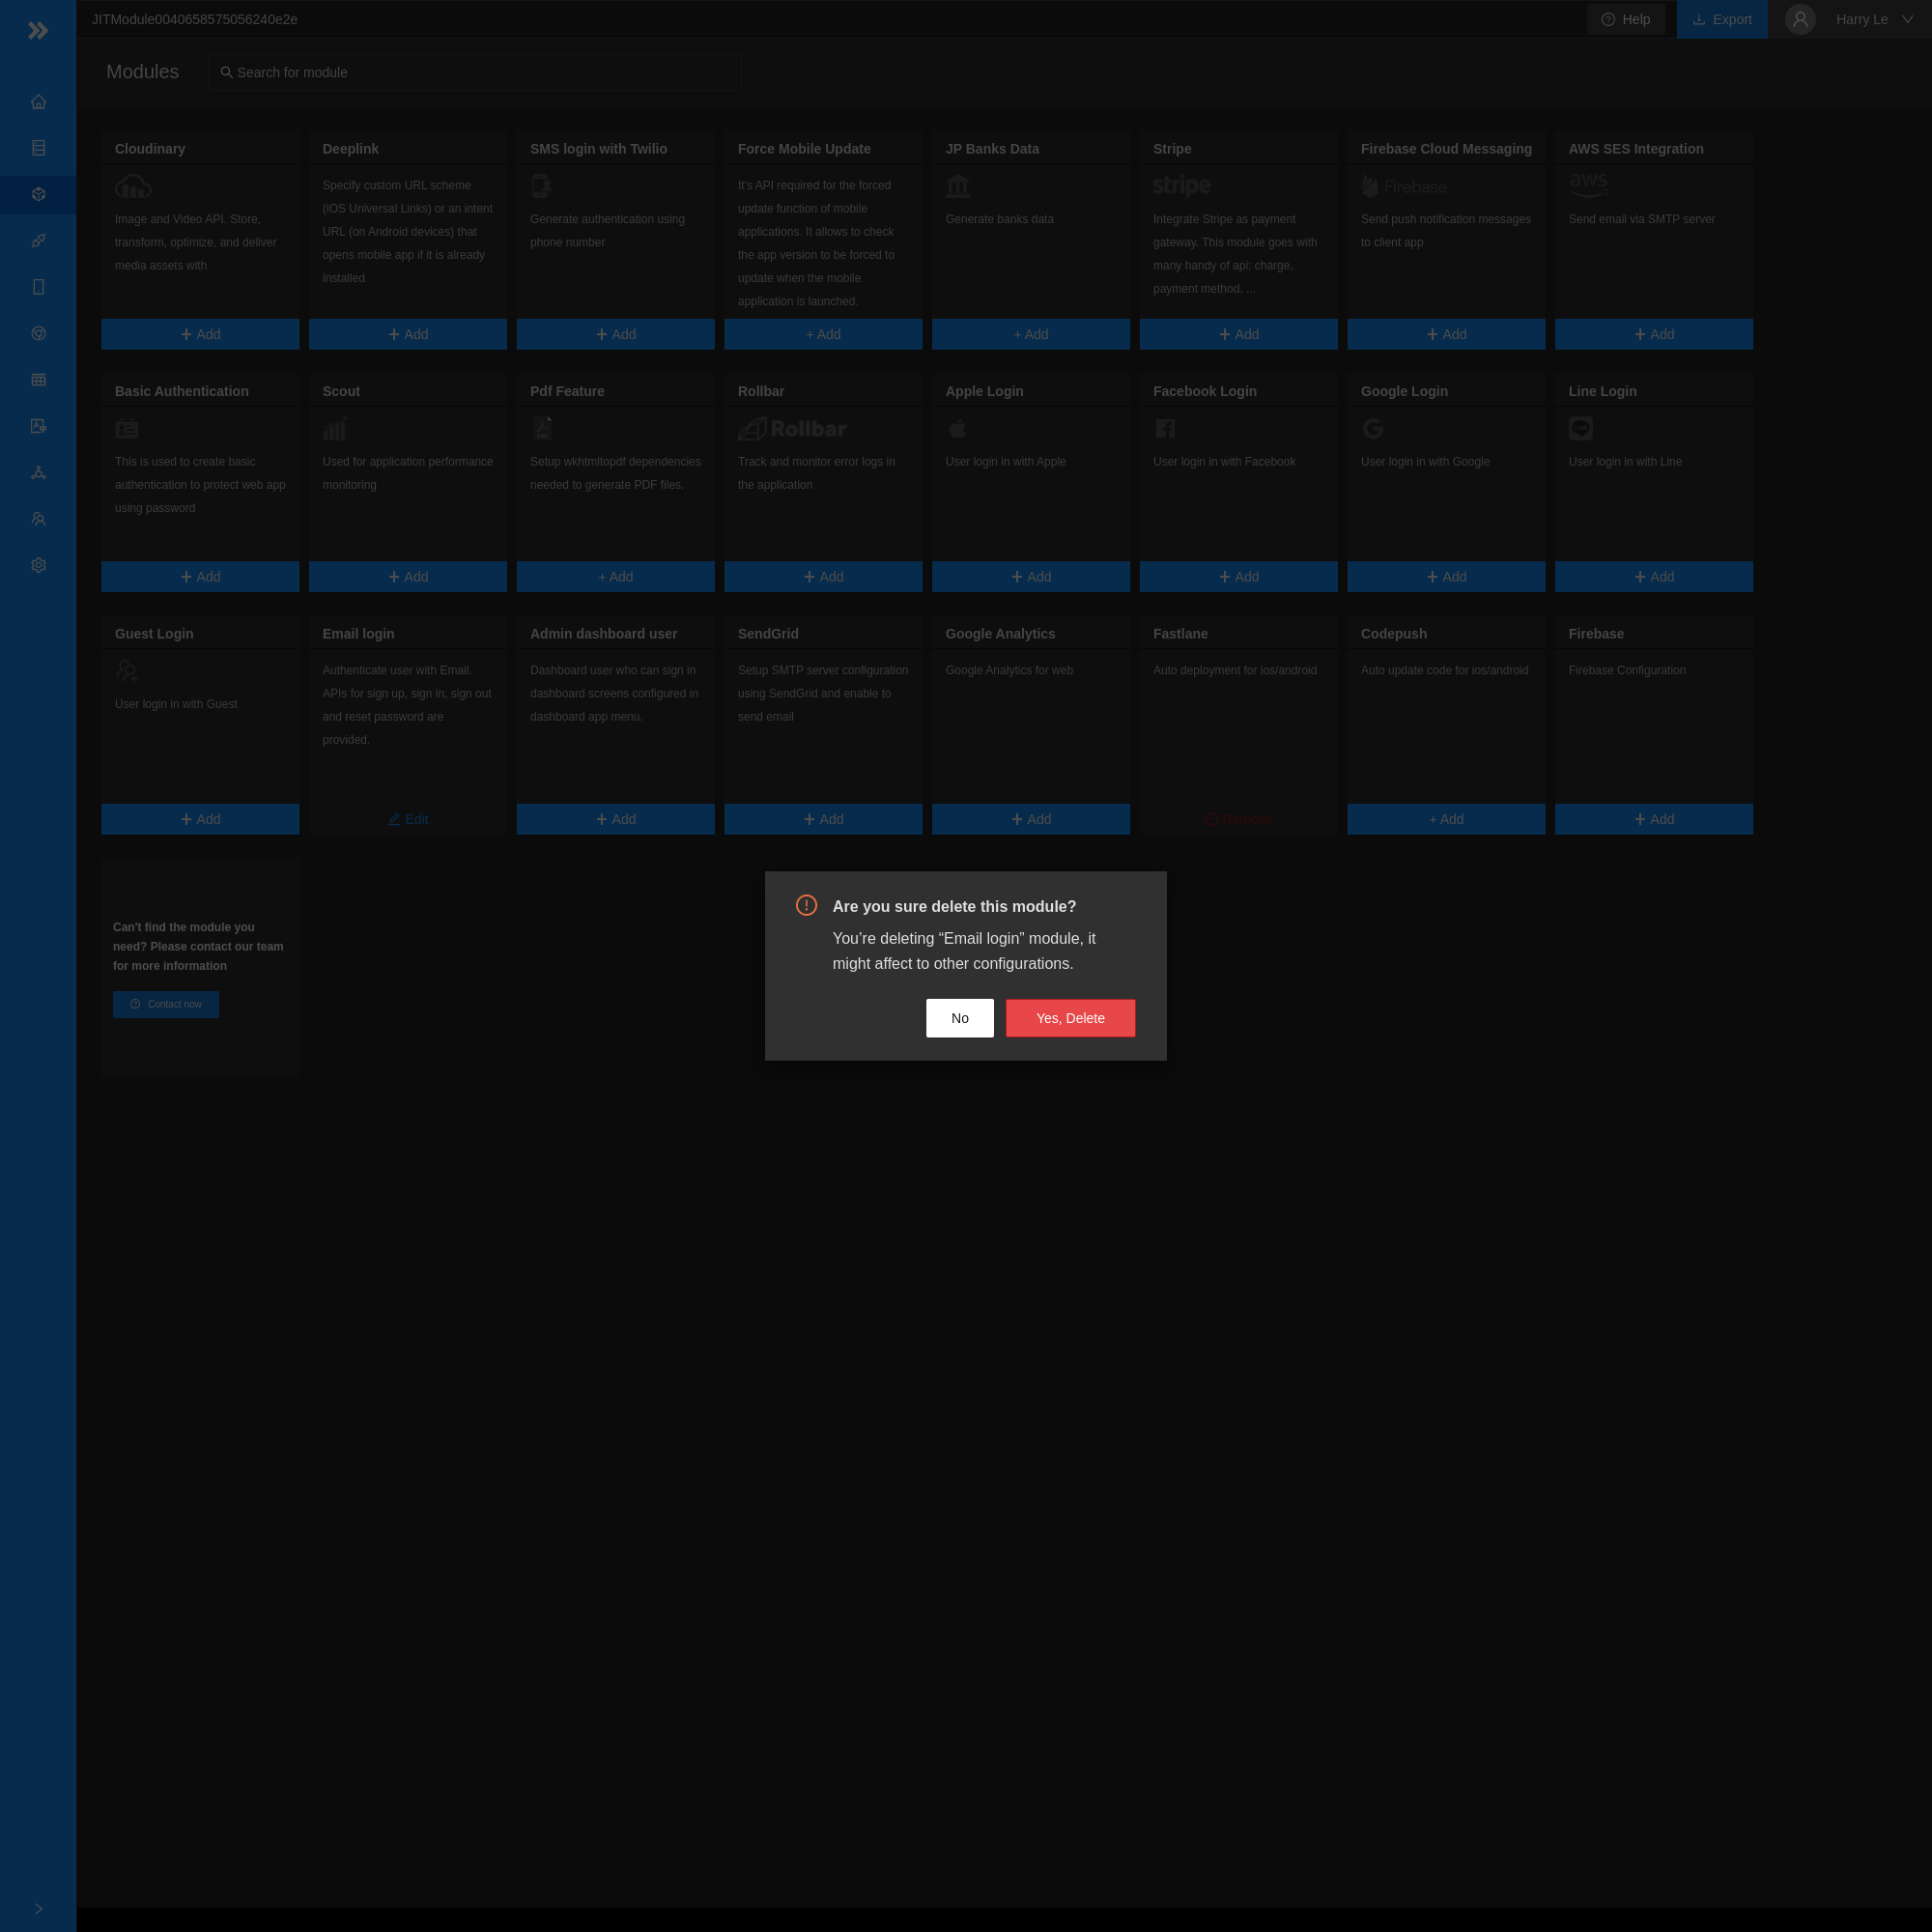 JITModule0040658575056240e2e
Help
Export
Harry Le
Modules
Search for module
Cloudinary
Image and Video API. Store,
transform, optimize, and deliver
media assets with
Add
Deeplink
Specify custom URL scheme
(iOS Universal Links) or an intent
URL (on Android devices) that
opens mobile app if it is already
installed
Add
SMS login with Twilio
Generate authentication using
phone number
Add
Force Mobile Update
It's API required for the forced
update function of mobile
applications. It allows to check
the app version to be forced to
update when the mobile
application is launched.
+ Add
JP Banks Data
Generate banks data
+ Add
Stripe
stripe
Integrate Stripe as payment
gateway. This module goes with
many handy of api: charge,
payment method, ...
Add
Firebase Cloud Messaging
Firebase
Send push notification messages
to client app
Add
AWS SES Integration
aws
Send email via SMTP server
Add
Basic Authentication
This is used to create basic
authentication to protect web app
using password
Add
Scout
Used for application performance
monitoring
Add
Pdf Feature
Setup wkhtmltopdf dependencies
needed to generate PDF files.
+ Add
Rollbar
Rollbar
Track and monitor error logs in
the application
Add
Apple Login
User login in with Apple
Add
Facebook Login
User login in with Facebook
Add
Google Login
User login in with Google
Add
Line Login
User login in with Line
Add
Guest Login
User login in with Guest
Add
Email login
Authenticate user with Email.
APIs for sign up, sign in, sign out
and reset password are
provided.
Edit
Admin dashboard user
Dashboard user who can sign in
dashboard screens configured in
dashboard app menu.
Add
SendGrid
Setup SMTP server configuration
using SendGrid and enable to
send email
Add
Google Analytics
Google Analytics for web
Add
Fastlane
Auto deployment for ios/android
Remove
Codepush
Auto update code for ios/android
+ Add
Firebase
Firebase Configuration
Add
Can't find the module you
need? Please contact our team
for more information
Contact now
Are you sure delete this module?
You’re deleting “Email login” module, it
might affect to other configurations.
No
Yes, Delete